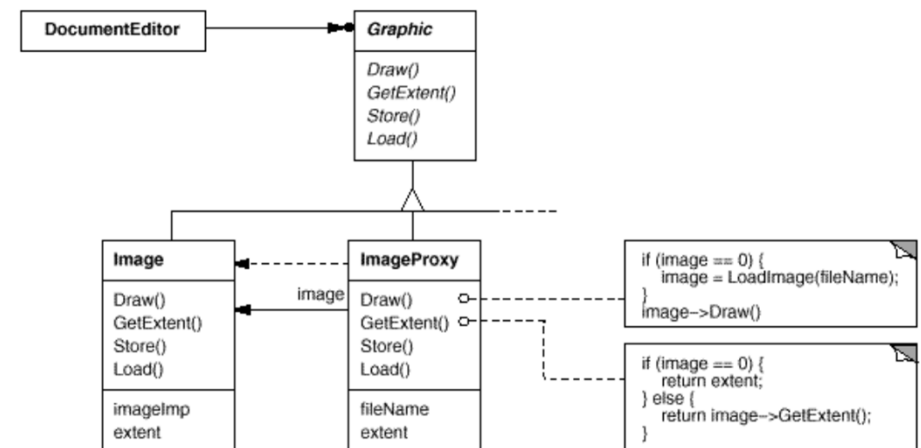 DocumentEditor
Graphic
Draw()
GetExtent()
Store()
Load()
Image
Draw()
GetExtent()
Store()
Load()
imageImp
extent
image
ImageProxy
Draw()
GetExtent()
Store()
Load()
fileName
extent
if (image == 0) {
image = LoadImage(fileName);
}
image->Draw()
if (image == 0) {
return extent;
} else {
return image->GetExtent();
}